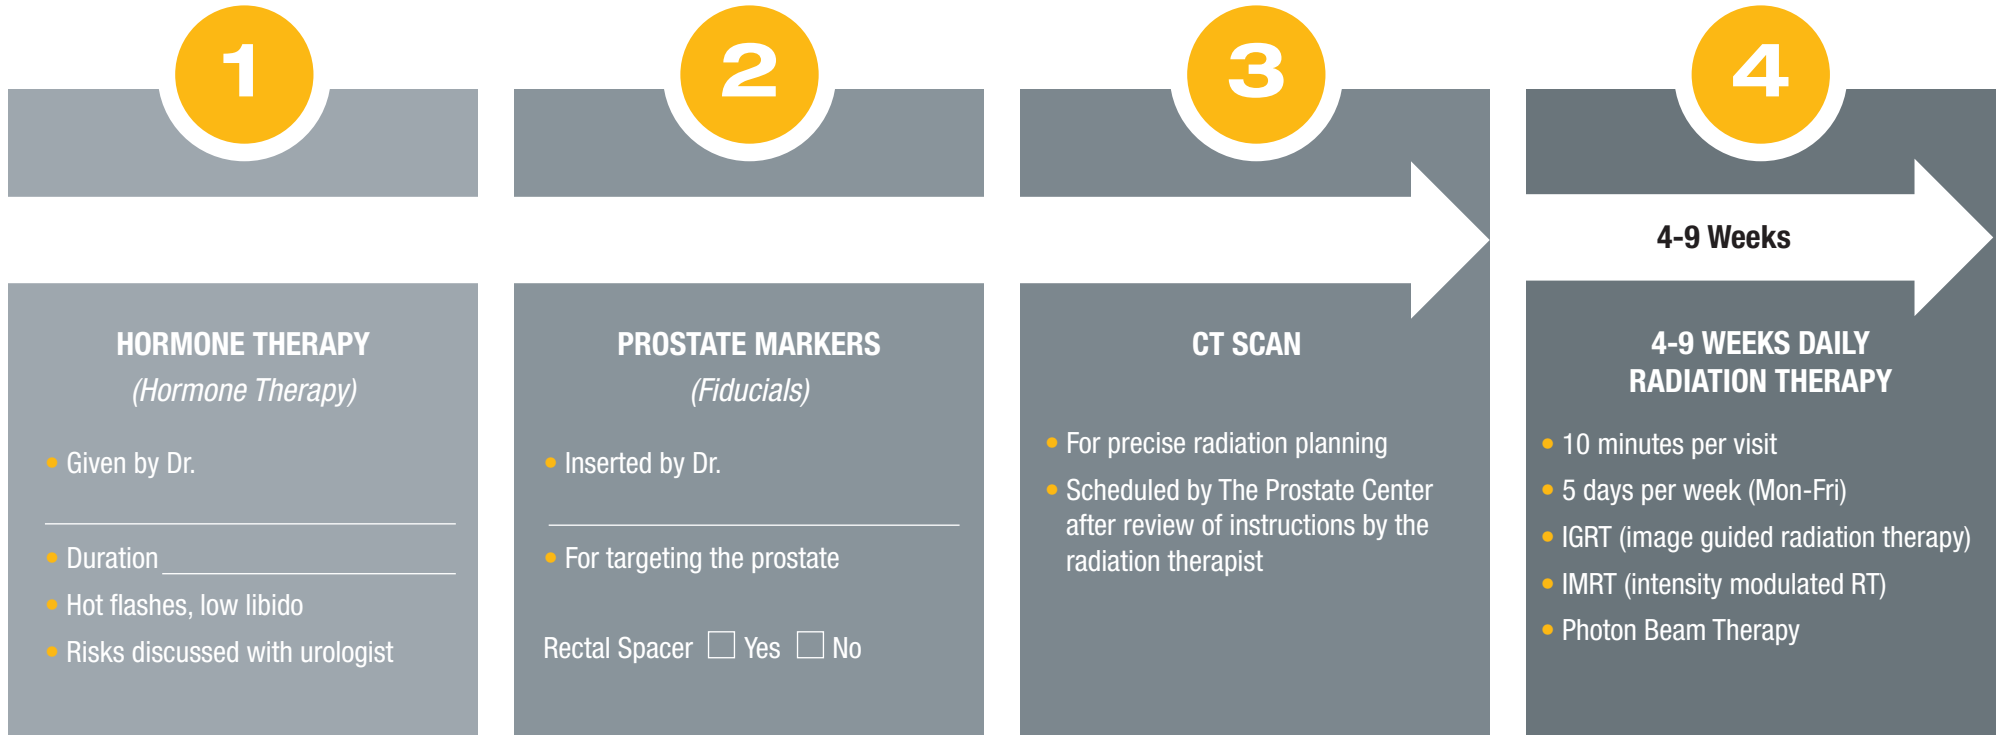 1
HORMONE THERAPY
(Hormone Therapy)
• Given by Dr.
• Duration
• Hot flashes, low libido
• Risks discussed with urologist
2
PROSTATE MARKERS
(Fiducials)
• Inserted by Dr.
• For targeting the prostate
Rectal Spacer ☐ Yes ☐ No
3
CT SCAN
• For precise radiation planning
• Scheduled by The Prostate Center
after review of instructions by the
radiation therapist
4
4-9 Weeks
4-9 WEEKS DAILY
RADIATION THERAPY
• 10 minutes per visit
• 5 days per week (Mon-Fri)
• IGRT (image guided radiation therapy)
• IMRT (intensity modulated RT)
• Photon Beam Therapy